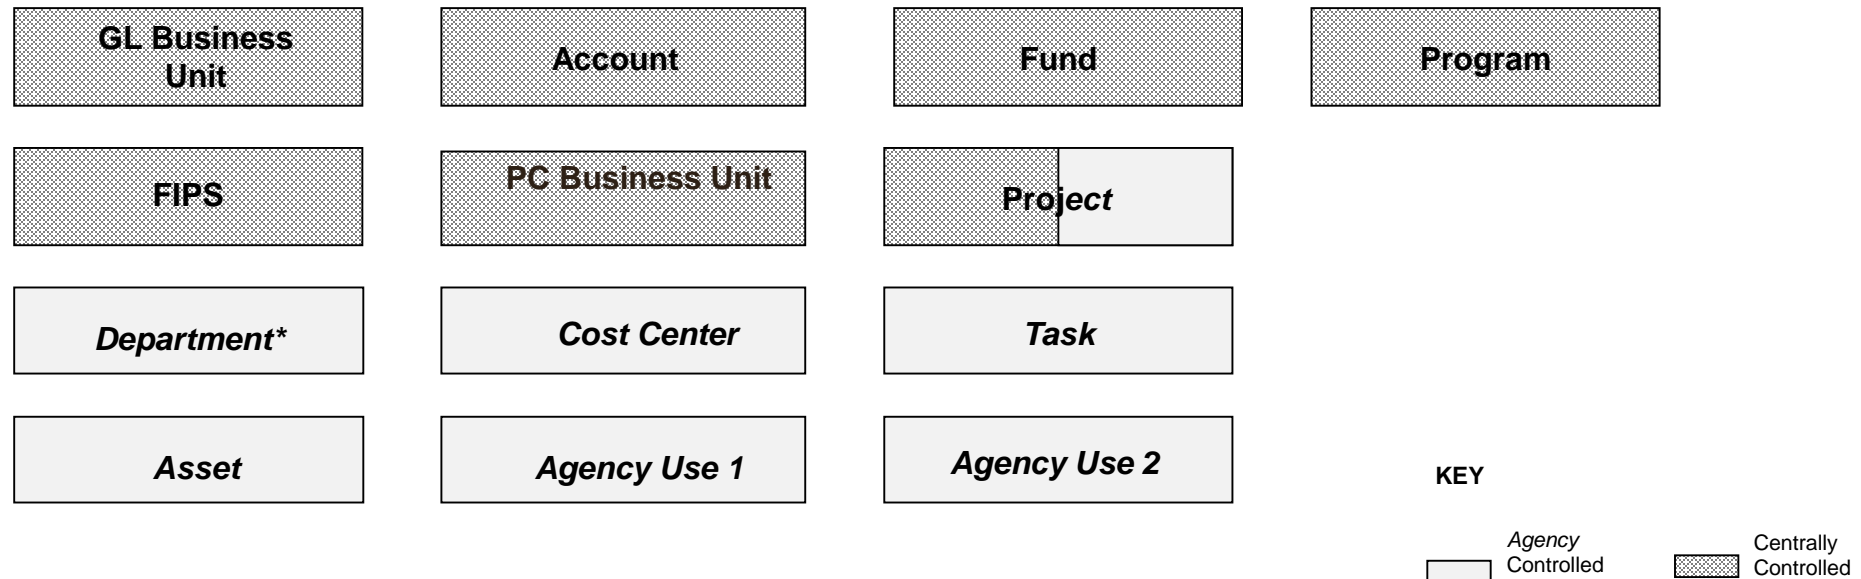 GL Business
Unit
Account
Fund
Program
FIPS
PC Business Unit
Project
Department*
Cost Center
Task
Asset
Agency Use 1
Agency Use 2
KEY
Agency
Controlled
Centrally
Controlled